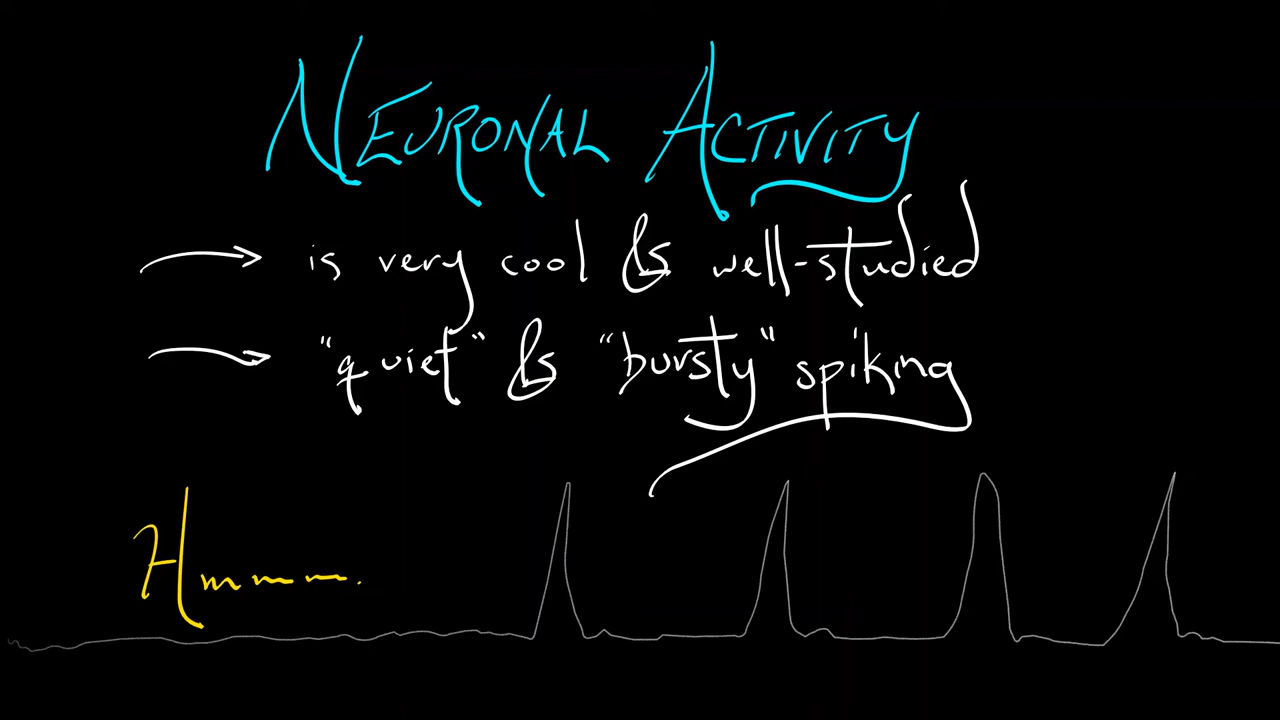 NEURONAL ACTIVITY
→ is very cool & well-studied
→ "quiet" & "bursty" spiking
Hmmm.